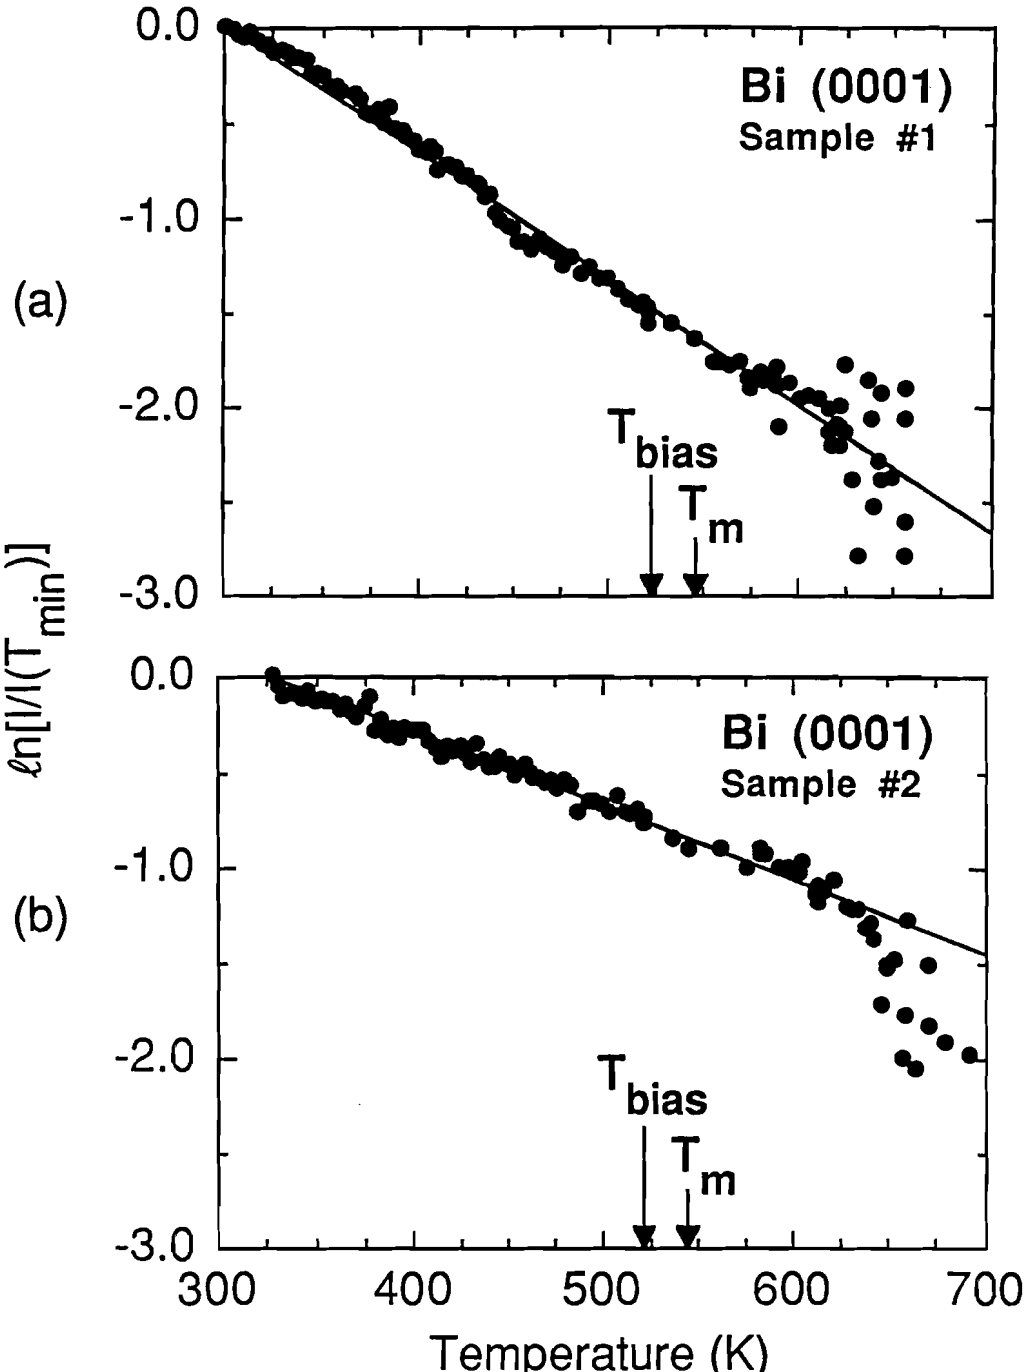 0.0
Bi (0001)
Sample #1
-1.0
(a)
-2.0
T_bias
T_m
-3.0
ℓn[I/I(T_min)]
0.0
Bi (0001)
Sample #2
-1.0
(b)
-2.0
T_bias
T_m
-3.0
300 400 500 600 700
Temperature (K)